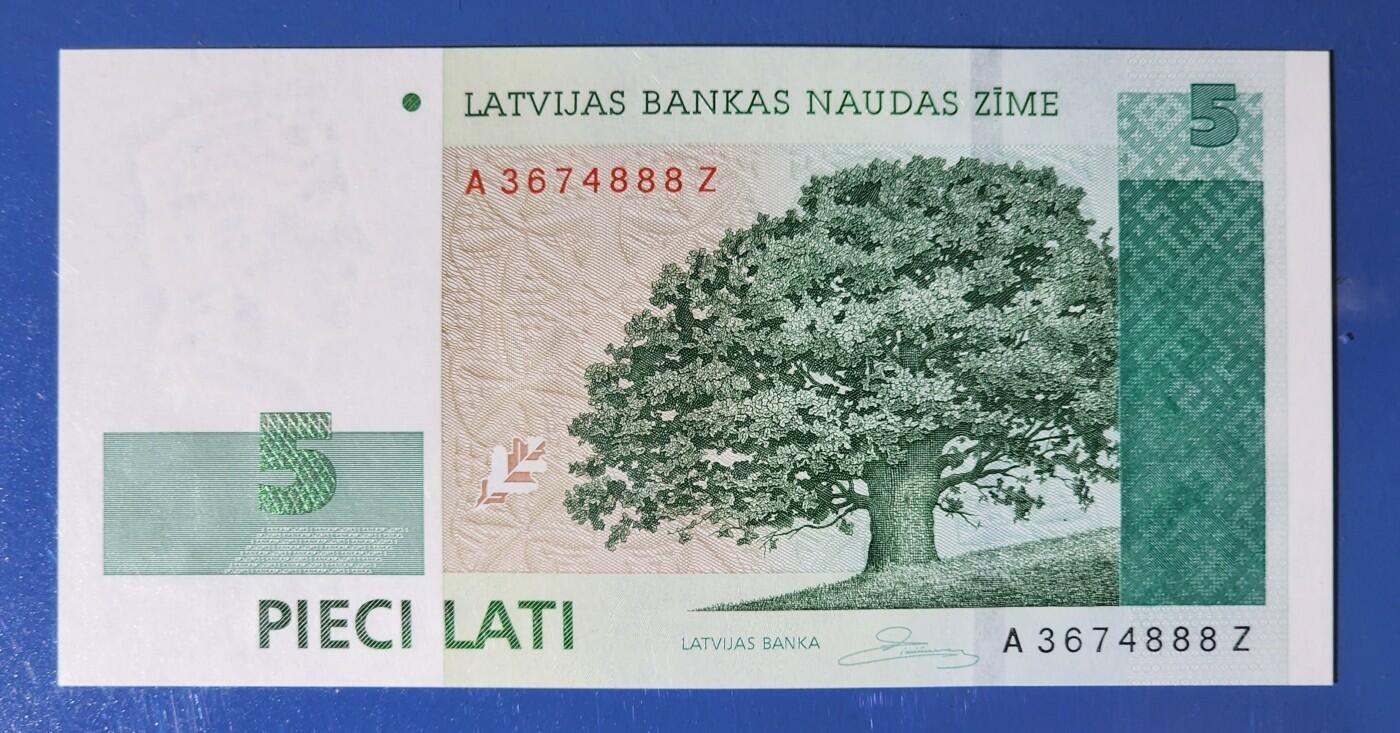 LATVIJAS BANKAS NAUDAS ZĪME
5
A 3674888 Z
5
PIECI LATI
LATVIJAS BANKA
A 3674888 Z